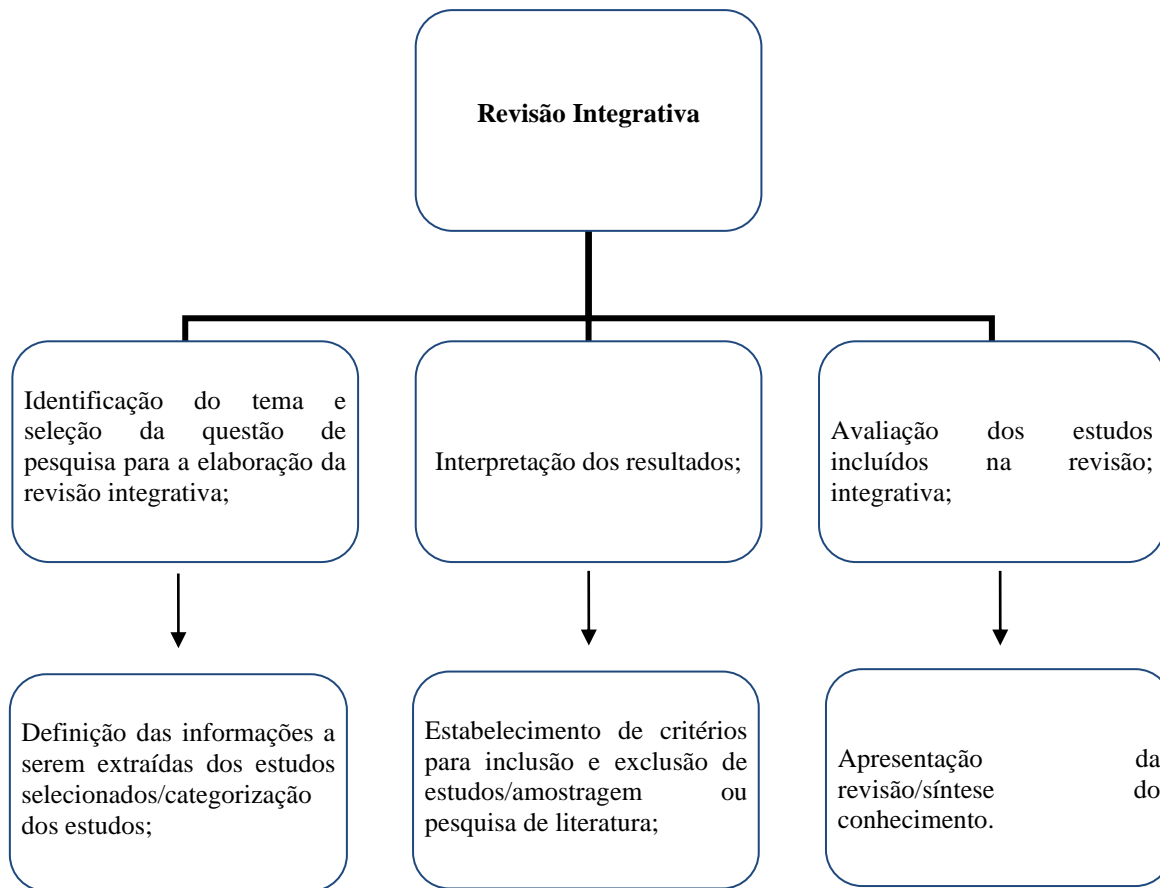 Revisão Integrativa
Identificação do tema e
seleção da questão de
pesquisa para a elaboração da
revisão integrativa;
Interpretação dos resultados;
Avaliação dos estudos
incluídos na revisão;
integrativa;
Definição das informações a
serem extraídas dos estudos
selecionados/categorização
dos estudos;
Estabelecimento de critérios
para inclusão e exclusão de
estudos/amostragem ou
pesquisa de literatura;
Apresentação da
revisão/síntese do
conhecimento.